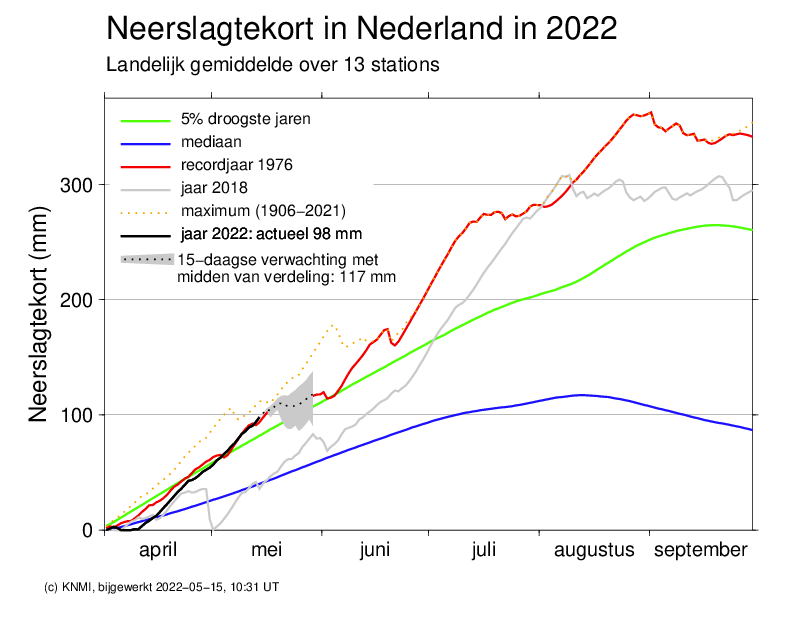 Neerslagtekort in Nederland in 2022
Landelijk gemiddelde over 13 stations
5% droogste jaren
mediaan
recordjaar 1976
jaar 2018
maximum (1906−2021)
jaar 2022: actueel 98 mm
15−daagse verwachting met
midden van verdeling: 117 mm
Neerslagtekort (mm)
300
200
100
0
april mei juni juli augustus september
(c) KNMI, bijgewerkt 2022−05−15, 10:31 UT